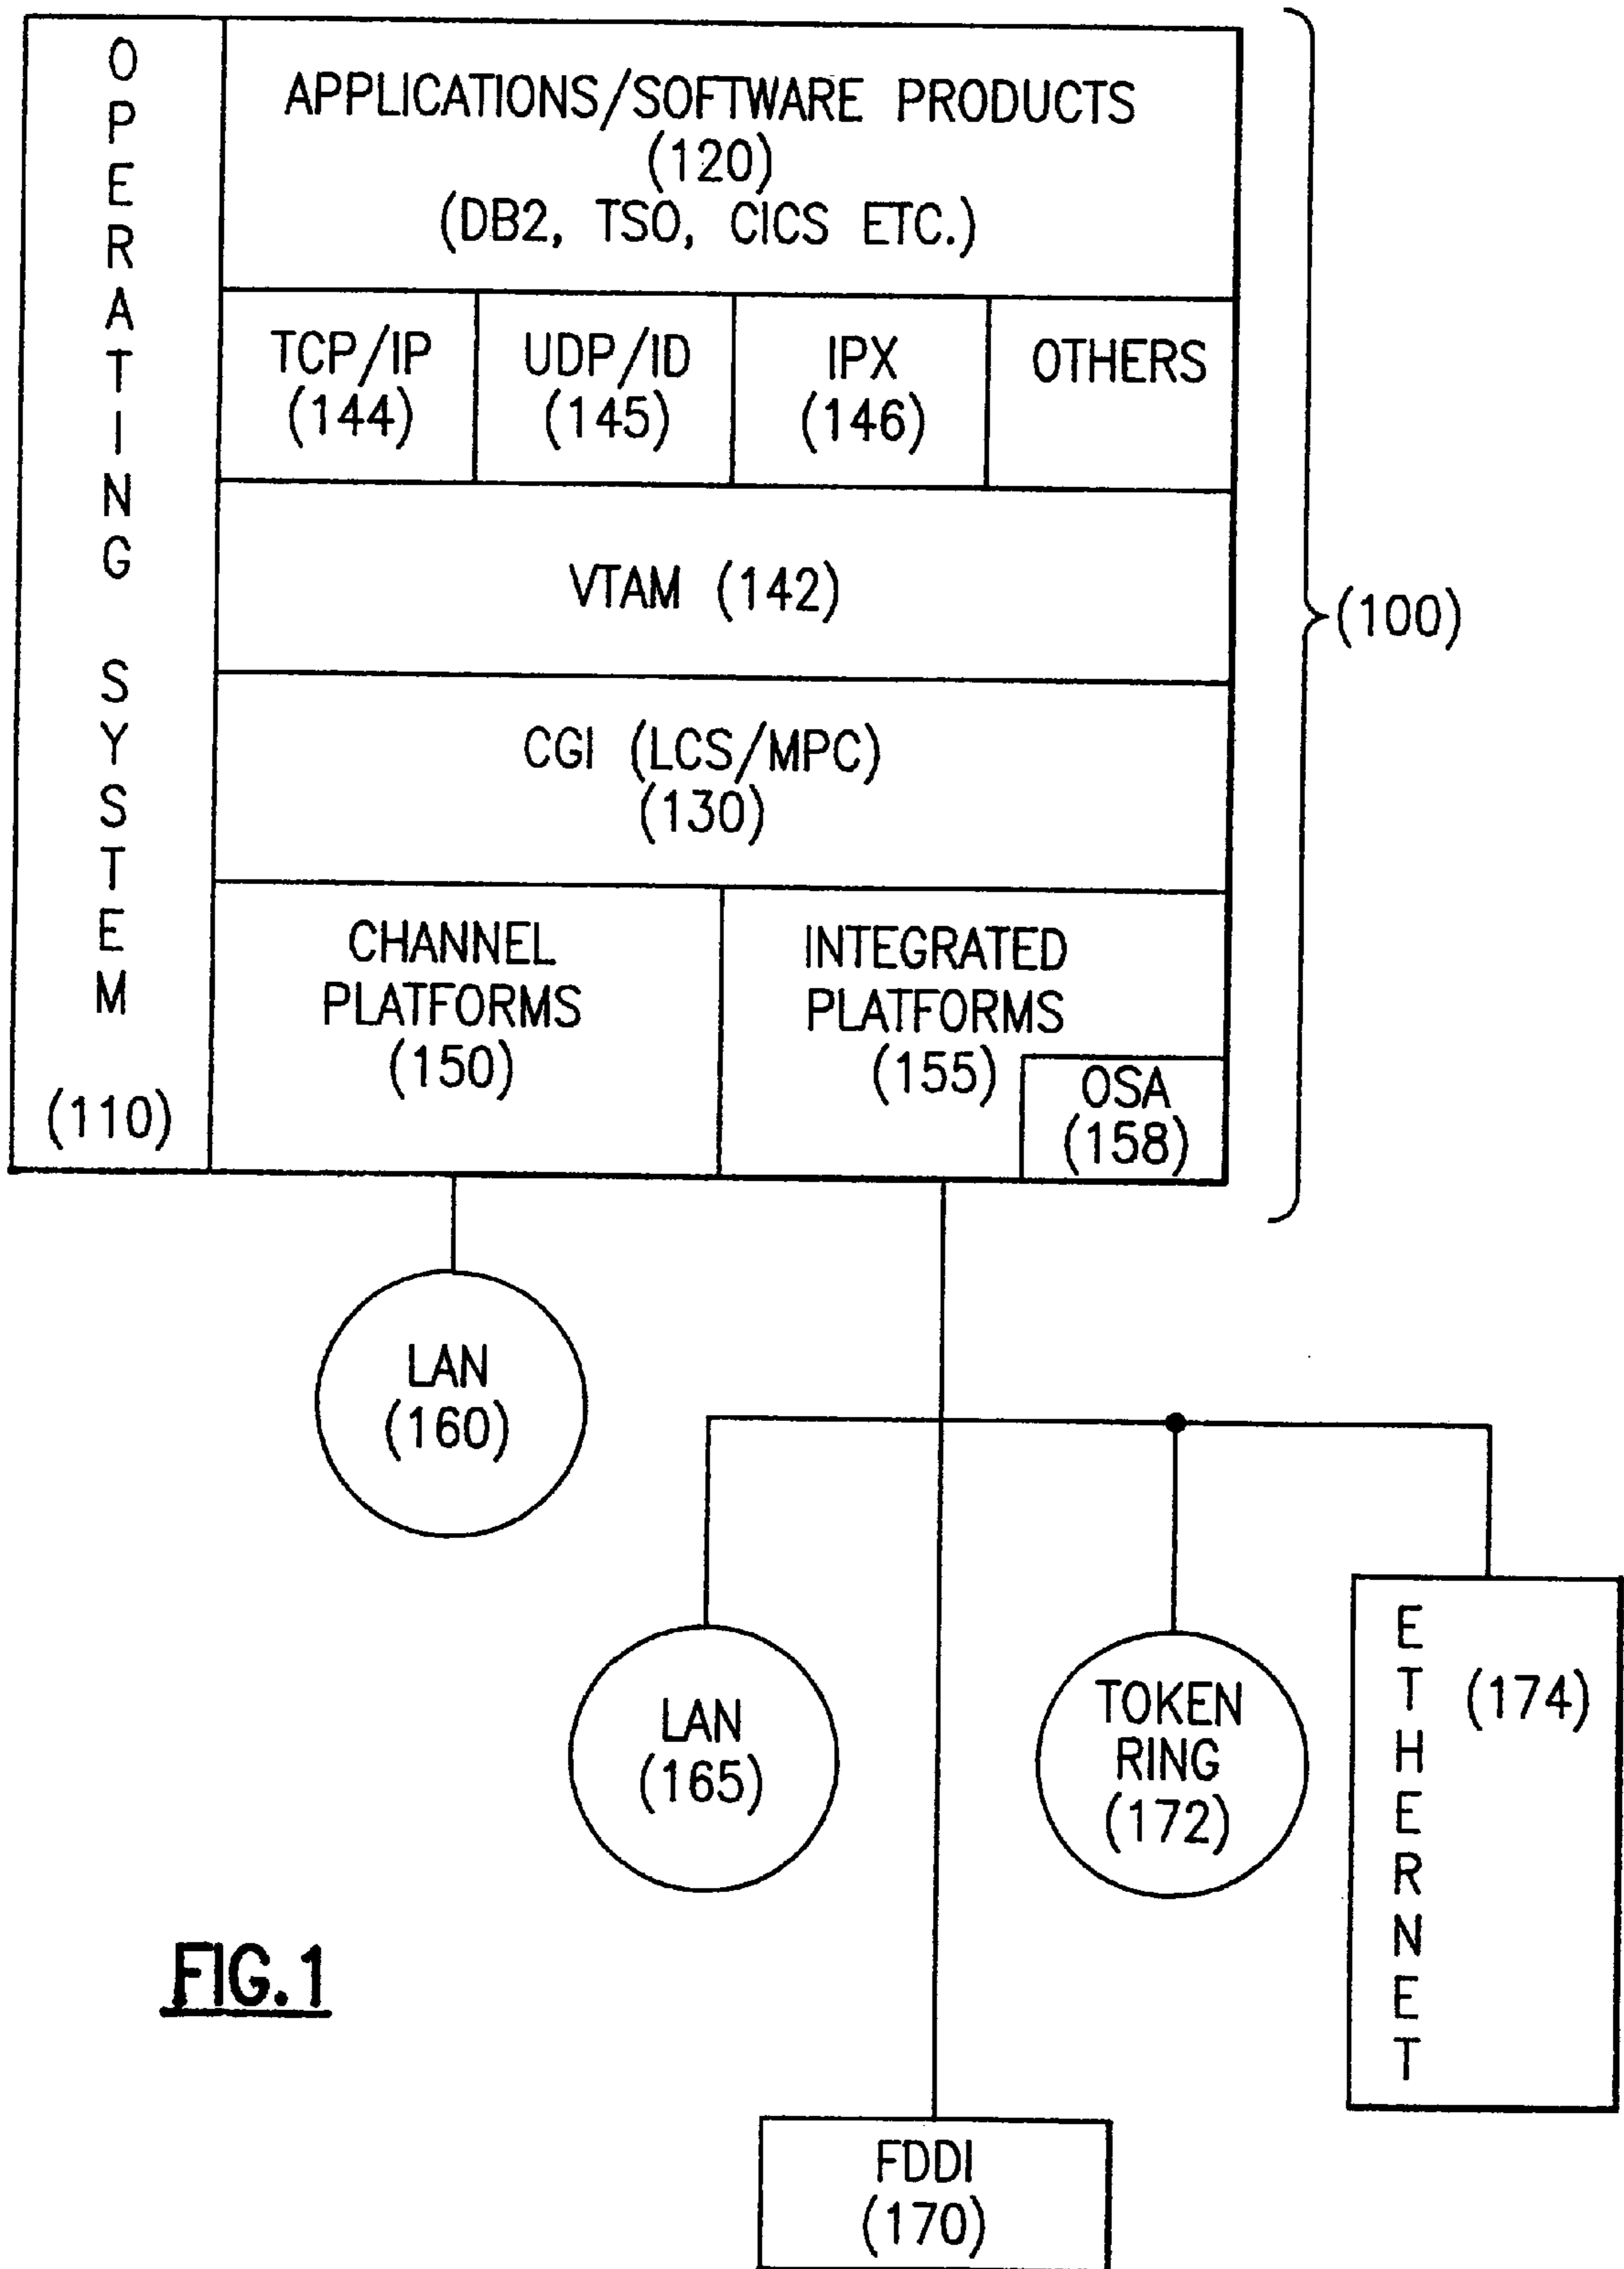 OPERATING SYSTEM
(110)
APPLICATIONS/SOFTWARE PRODUCTS
(120)
(DB2, TSO, CICS ETC.)
TCP/IP
(144)
UDP/ID
(145)
IPX
(146)
OTHERS
VTAM (142)
CGI (LCS/MPC)
(130)
CHANNEL
PLATFORMS
(150)
INTEGRATED
PLATFORMS
(155)
OSA
(158)
(100)
LAN
(160)
LAN
(165)
TOKEN
RING
(172)
ETHERNET
(174)
FIG.1
FDDI
(170)